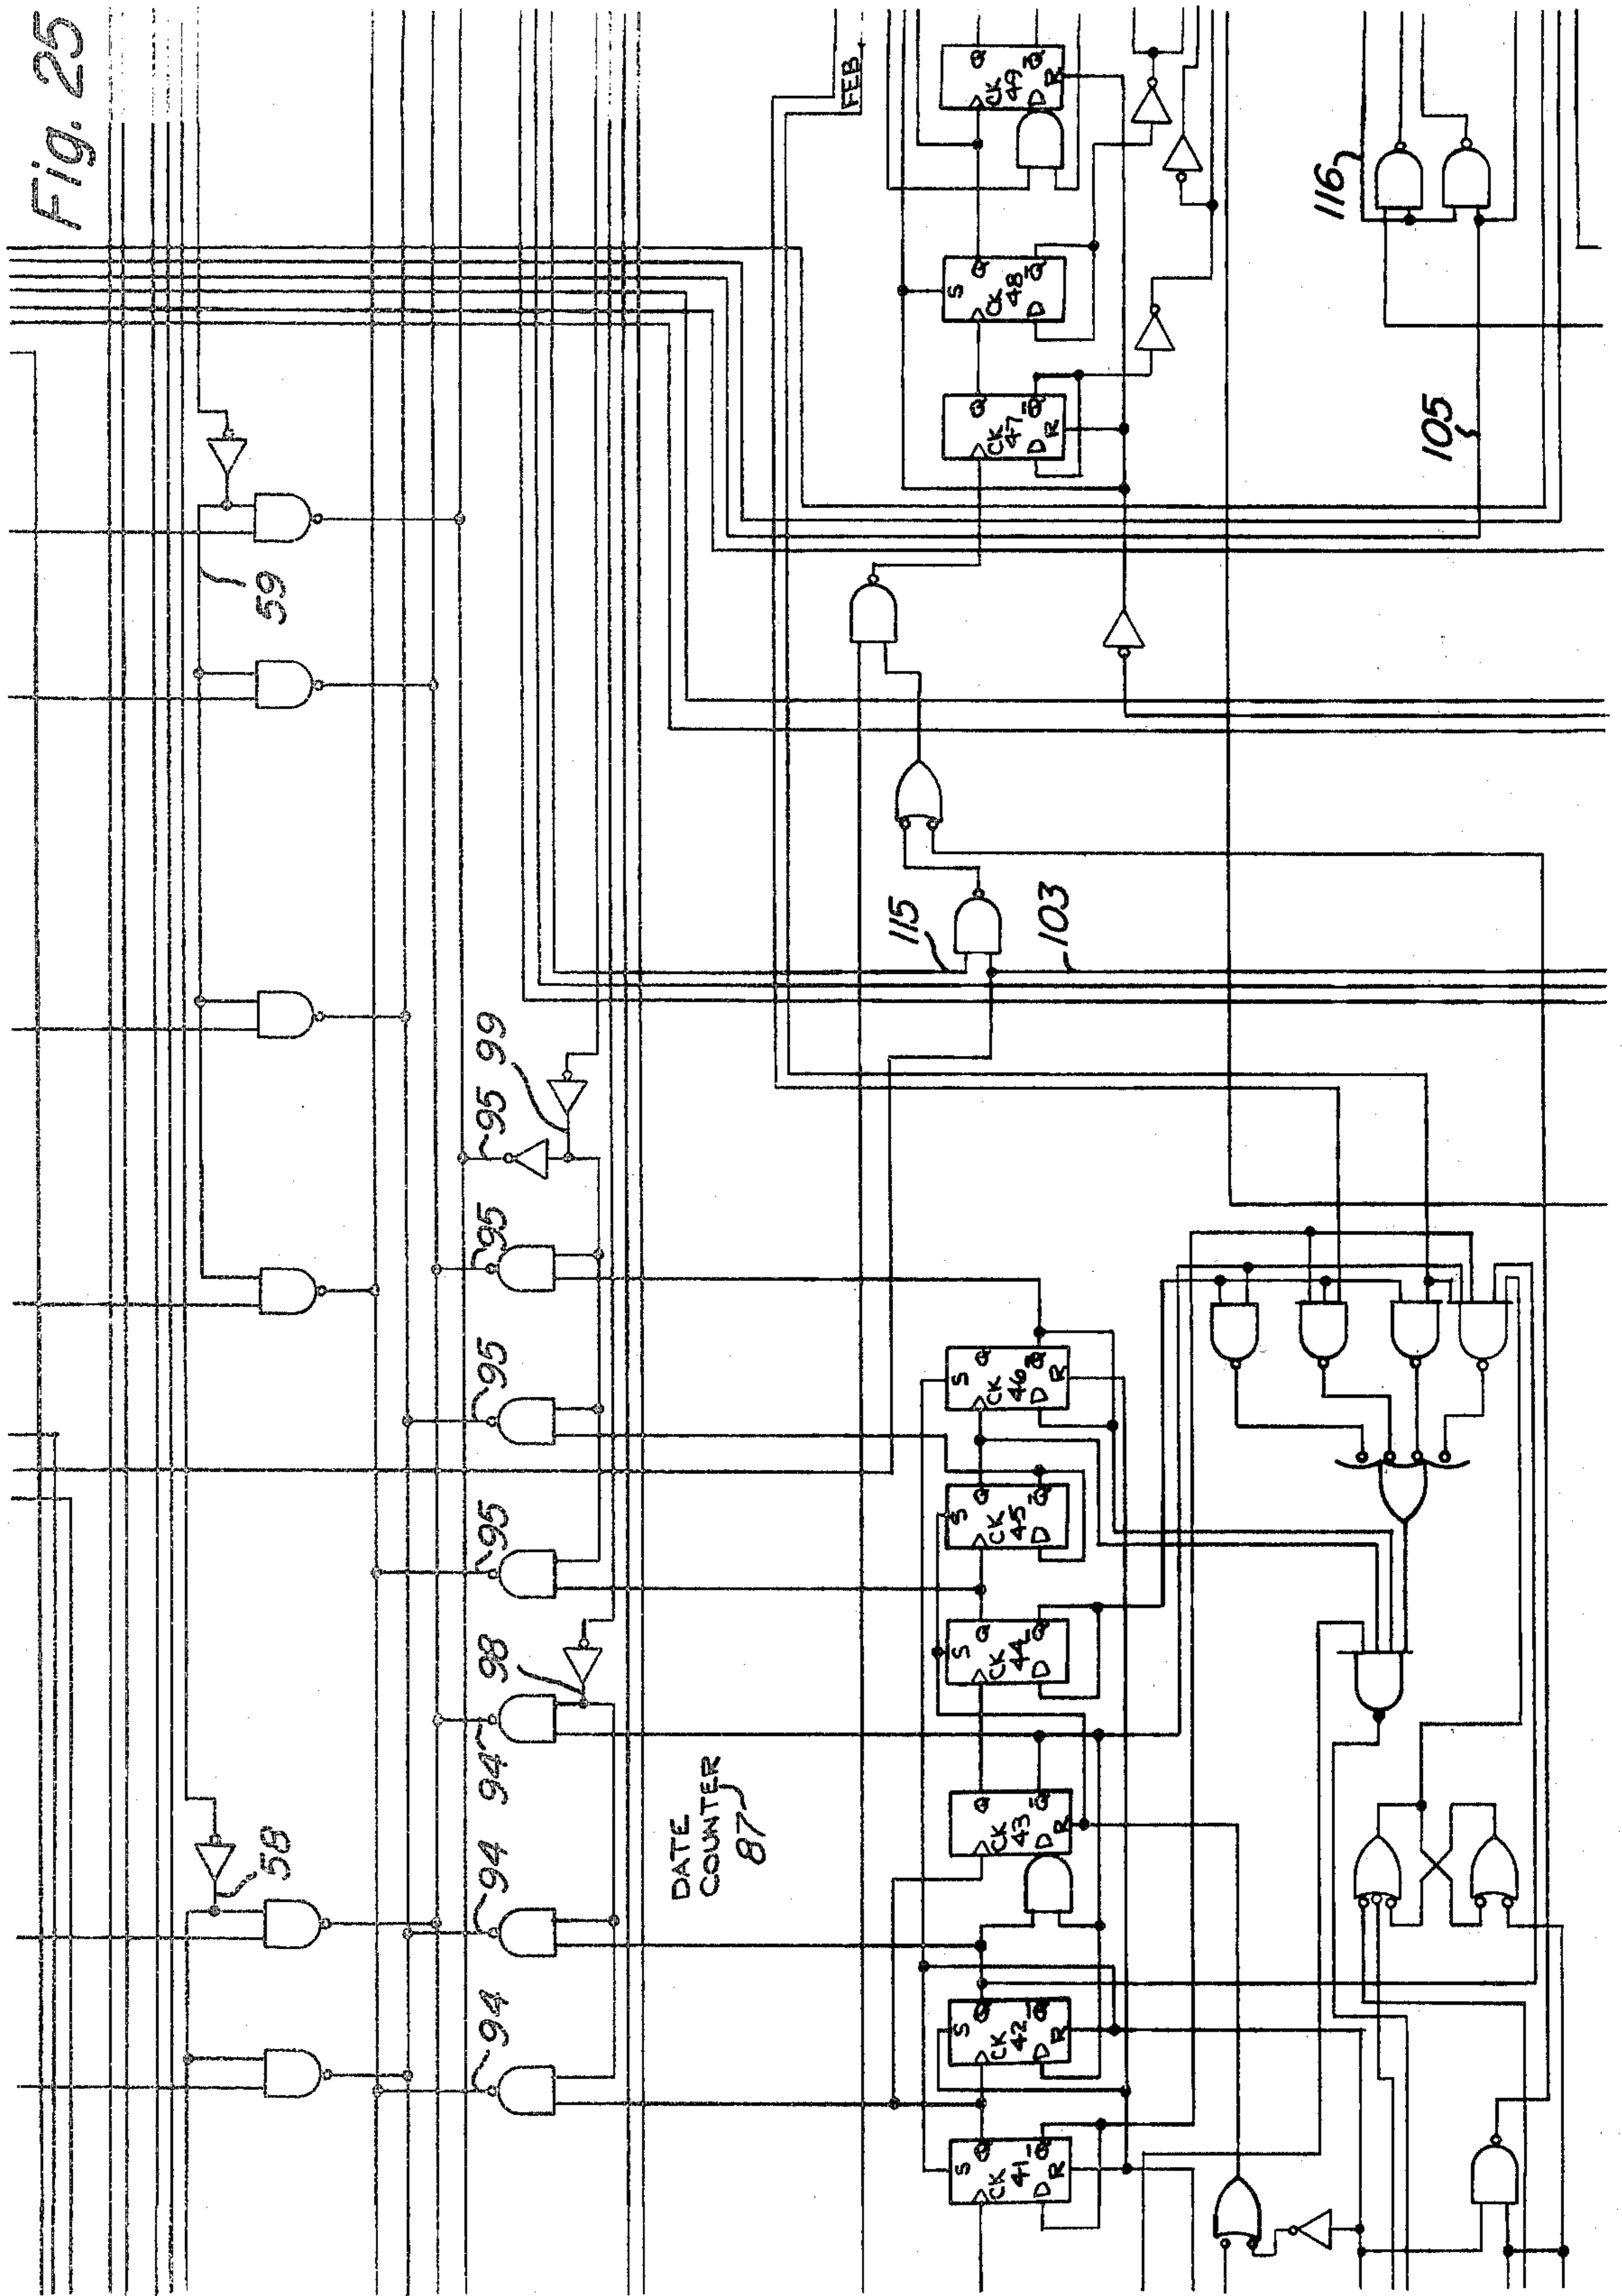 Fig. 25
59
58
94
94
94
98
95
95
95
95
99
DATE
COUNTER
87
115
103
FEB
116
105
S
CK
41
D
R
Q
Q̅
S
CK
42
D
R
Q
Q̅
CK
43
D
R
Q
Q̅
S
CK
44
D
Q
Q̅
S
CK
45
D
Q
Q̅
S
CK
46
D
R
Q
Q̅
CK
47
D
R
Q
Q̅
S
CK
48
D
Q
Q̅
CK
49
D
R
Q
Q̅